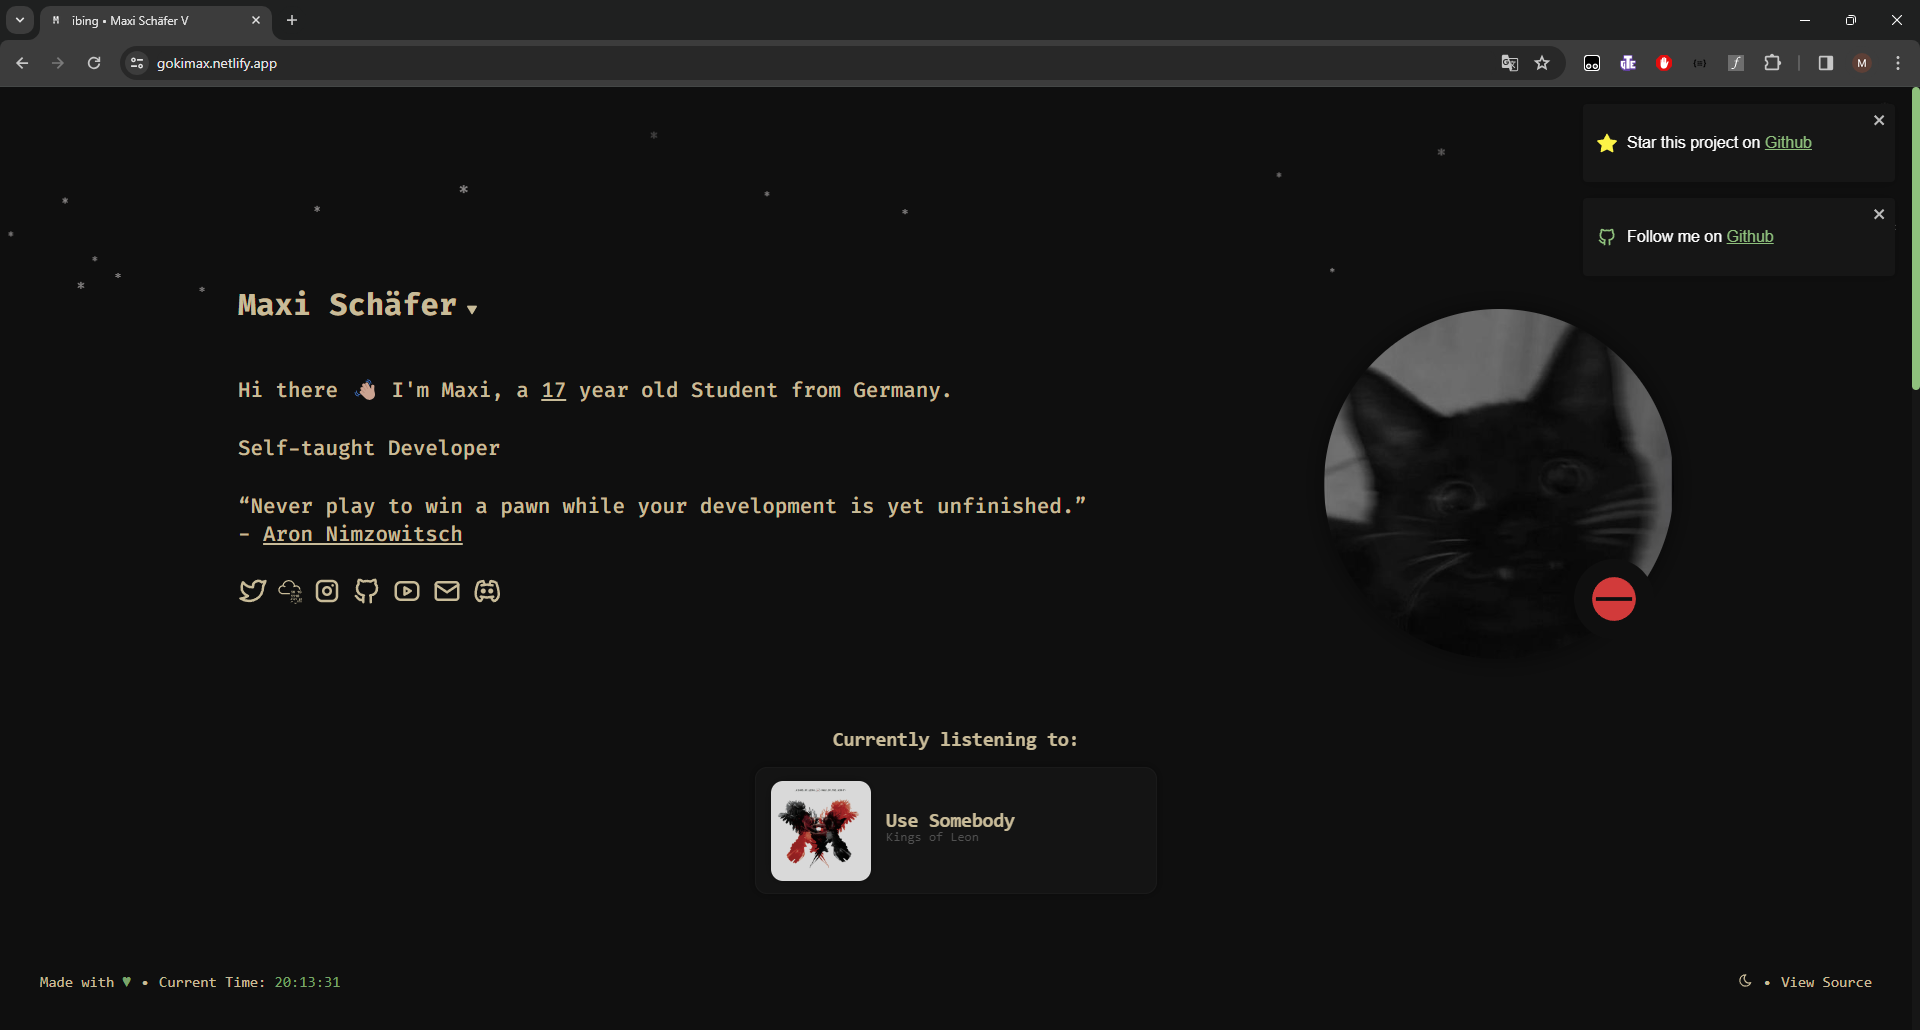 ibing • Maxi Schäfer V
gokimax.netlify.app
M
Star this project on Github
Follow me on Github
Maxi Schäfer
Hi there 👋 I'm Maxi, a 17 year old Student from Germany.
Self-taught Developer
“Never play to win a pawn while your development is yet unfinished.”
- Aron Nimzowitsch
Currently listening to:
Use Somebody
Kings of Leon
Made with ♥ • Current Time: 20:13:31
• View Source